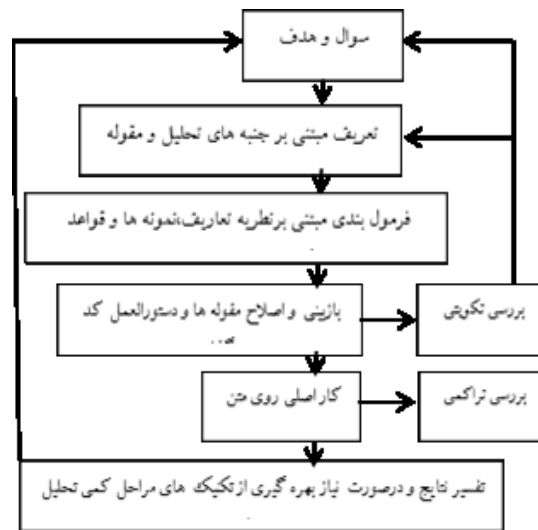 سوال و هدف
تعریف مبتنی بر جنبه های تحلیل و مقوله
فرمول بندی مبتنی برنظریه تعاریف،نمونه ها و قواعد
بازبینی و اصلاح مقوله ها و دستورالعمل کد
بررسی تکوینی
کار اصلی روی متن
بررسی تراکمی
تفسیر نتایج و درصورت نیاز بهره گیری از تکنیک های مراحل کمی تحلیل